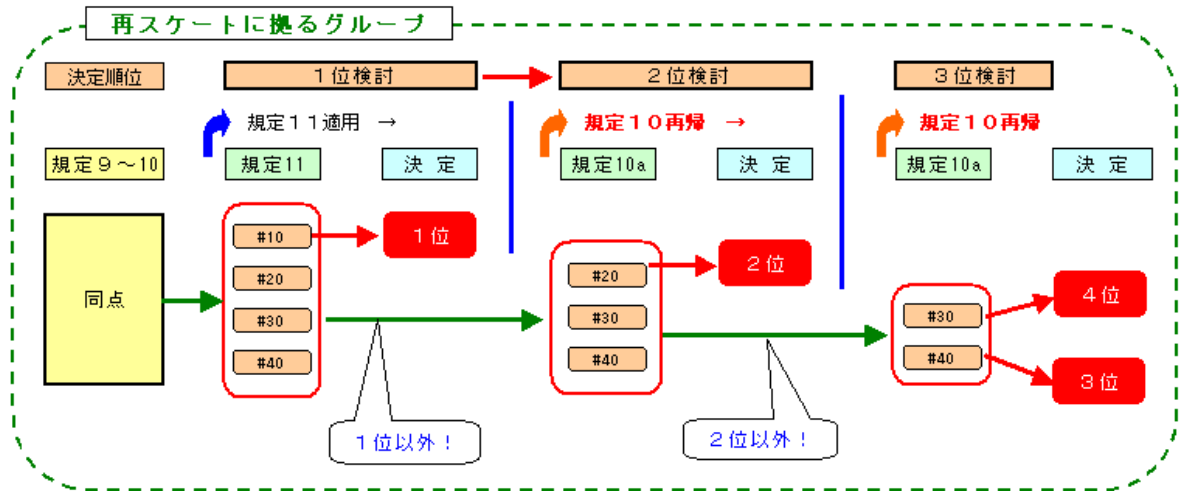 再スケートに拠るグループ
決定順位
1位検討
2位検討
3位検討
規定11適用 →
規定10再帰 →
規定10再帰
規定9~10
規定11
決 定
規定10a
決 定
規定10a
決 定
同点
#10
#20
#30
#40
1位
#20
#30
#40
2位
#30
#40
4位
3位
1位以外!
2位以外!